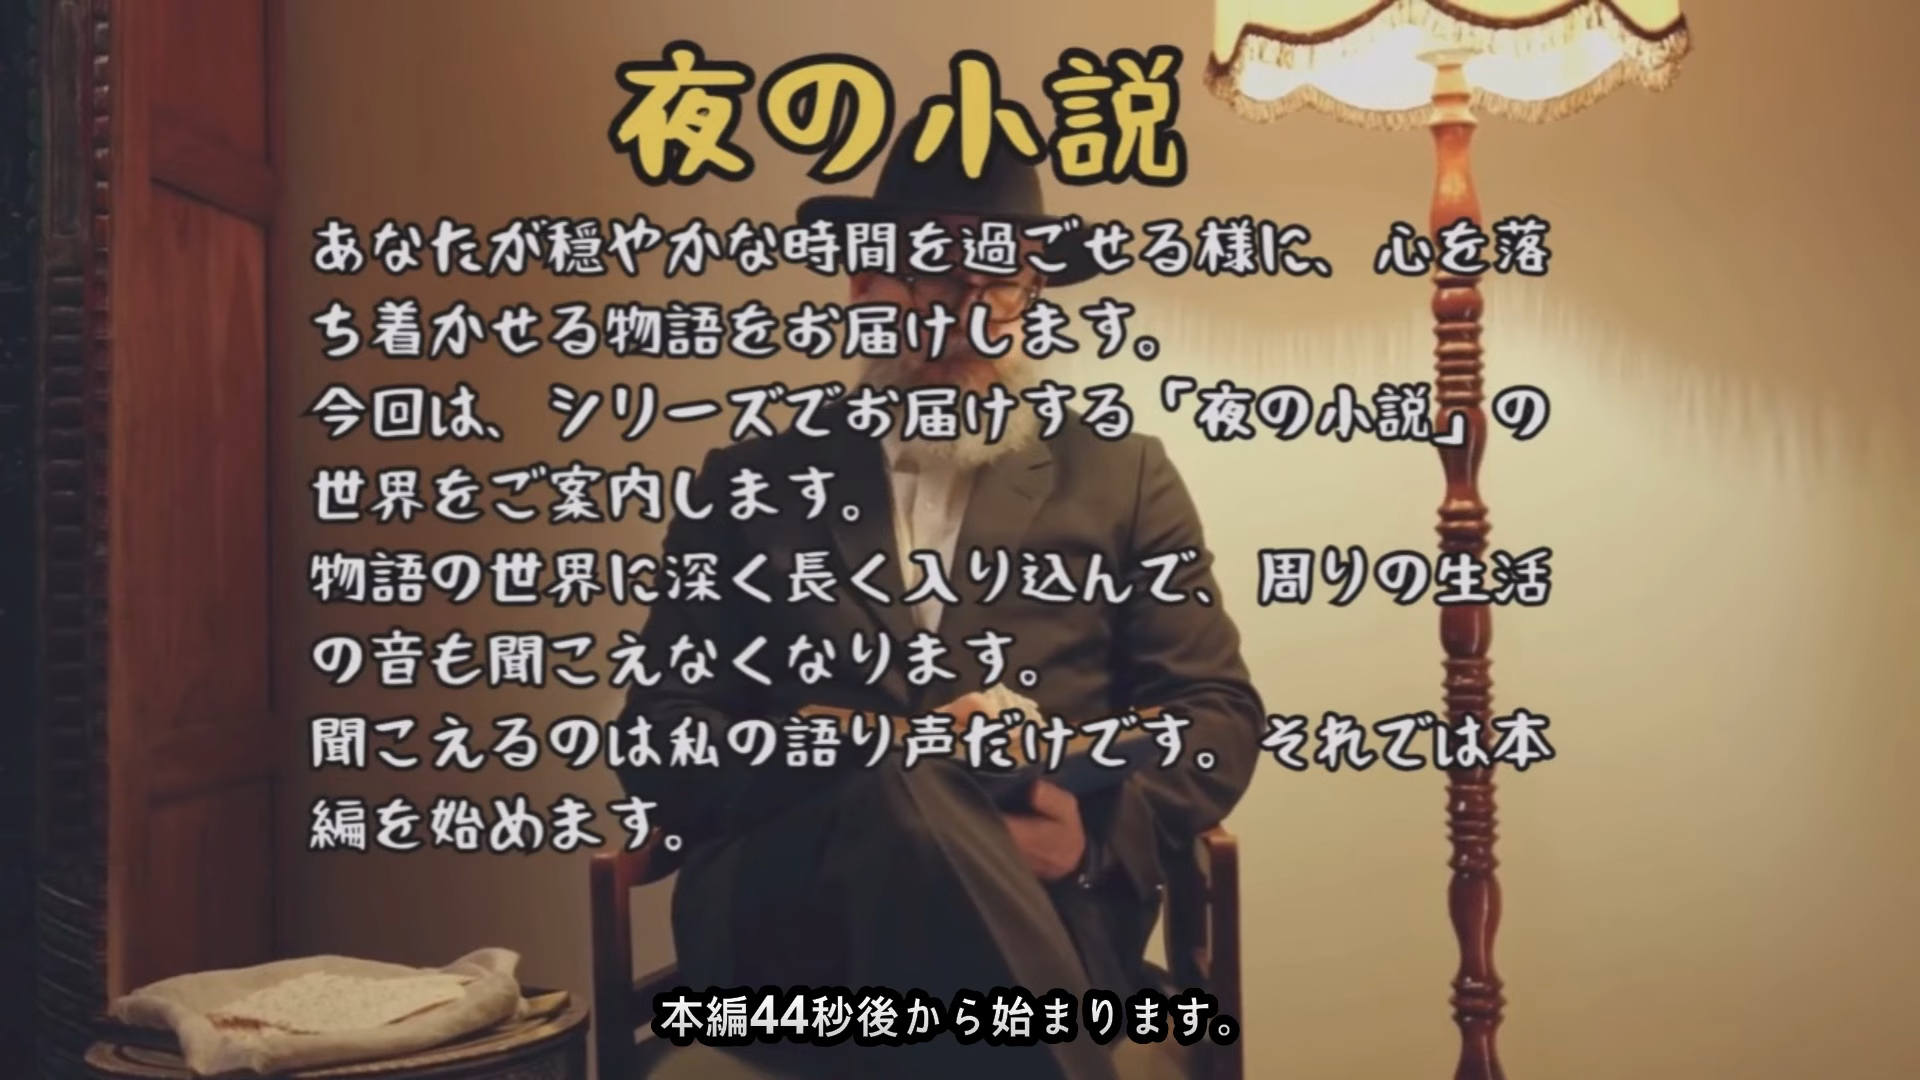 夜の小説
あなたが穏やかな時間を過ごせる様に、心を落
ち着かせる物語をお届けします。
今回は、シリーズでお届けする「夜の小説」の
世界をご案内します。
物語の世界に深く長く入り込んで、周りの生活
の音も聞こえなくなります。
聞こえるのは私の語り声だけです。それでは本
編を始めます。
本編44秒後から始まります。